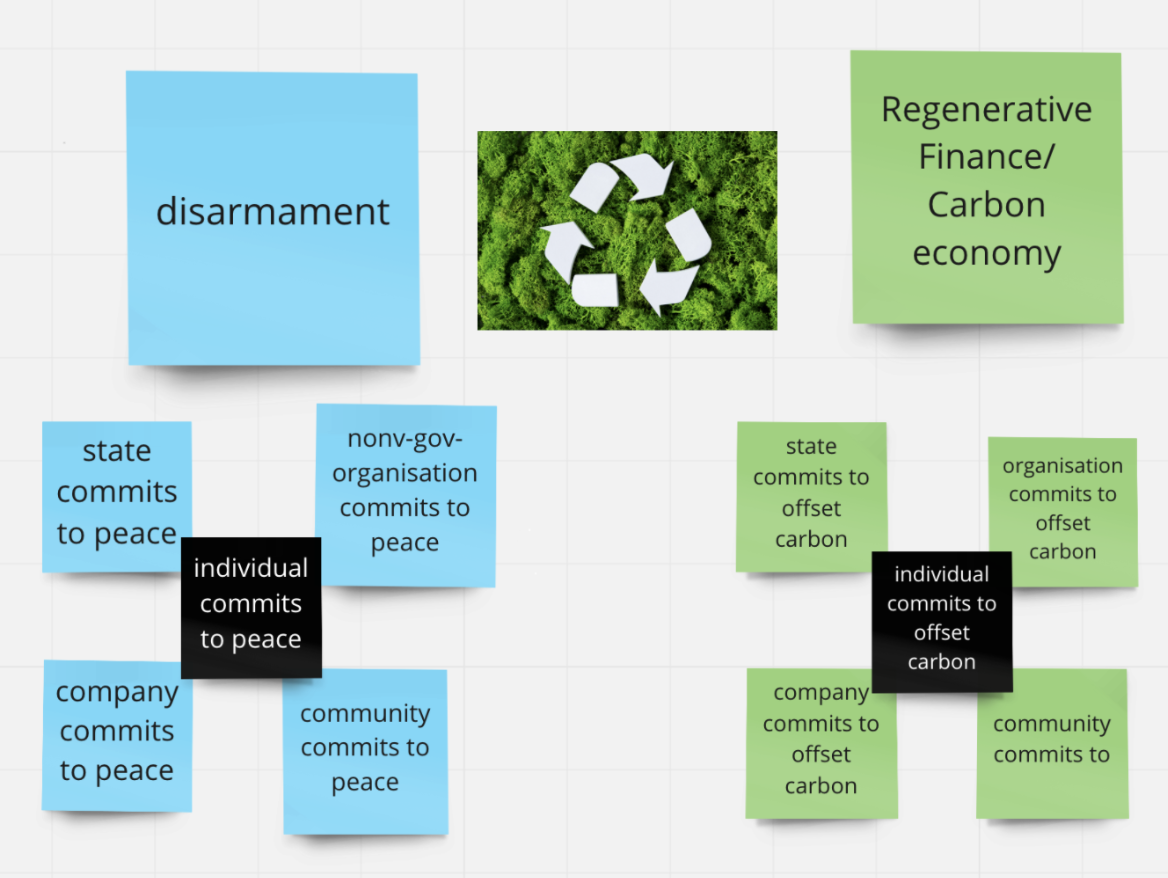 disarmament
Regenerative
Finance/
Carbon
economy
state
commits
to peace
nonv-gov-
organisation
commits to
peace
individual
commits
to peace
company
commits
to peace
community
commits to
peace
state
commits to
offset
carbon
organisation
commits to
offset
carbon
individual
commits to
offset
carbon
company
commits to
offset
carbon
community
commits to